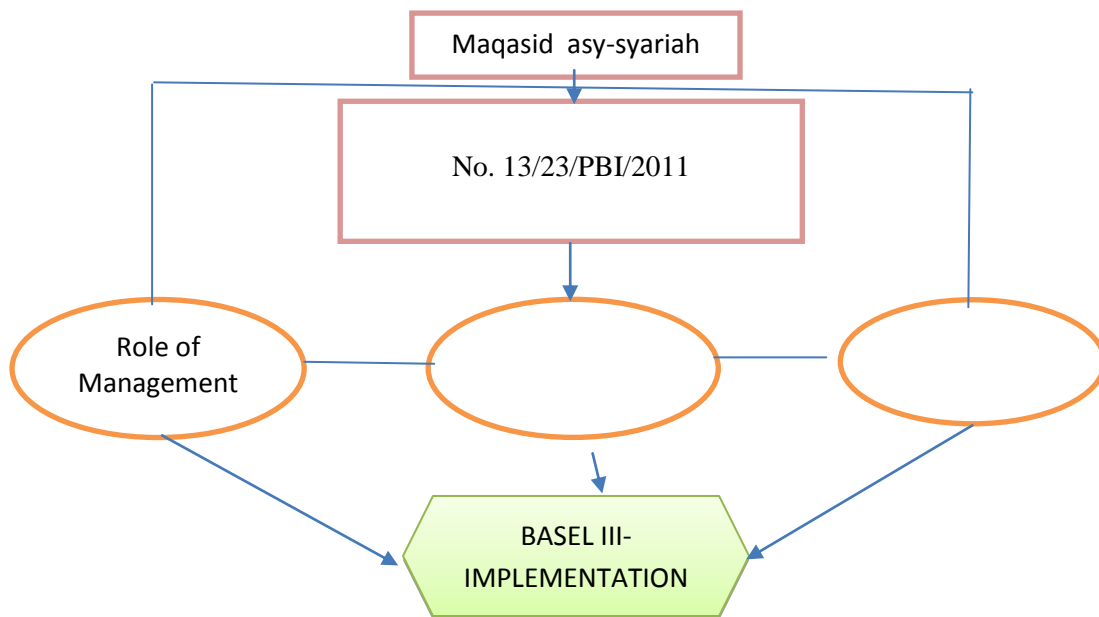 Maqasid asy-syariah
No. 13/23/PBI/2011
Role of
Management
BASEL III-
IMPLEMENTATION